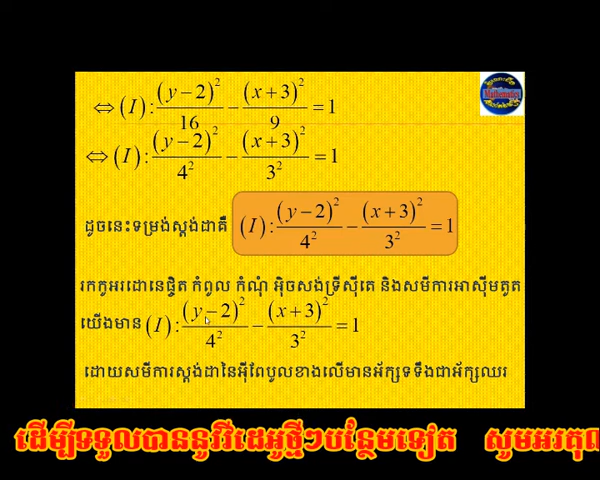 ⇔ (I): (y−2)²/16 − (x+3)²/9 = 1
⇔ (I): (y−2)²/4² − (x+3)²/3² = 1
ដូចនេះទម្រង់ស្តង់ដាគឺ (I): (y−2)²/4² − (x+3)²/3² = 1
រកកូអរដោនេផ្ចិត កំពូល កំណុំ អ៊ិចសង់ទ្រីស៊ីតេ និងសមីការអាស៊ីមតូត
យើងមាន (I): (y−2)²/4² − (x+3)²/3² = 1
ដោយសមីការស្តង់ដានៃអ៊ីពែបូលខាងលើមានអ័ក្សទទឹងជាអ័ក្សឈរ
ដើម្បីទទួលបាននូវវីដេអូថ្មីៗបន្ថែមទៀត សូមអរគុណ